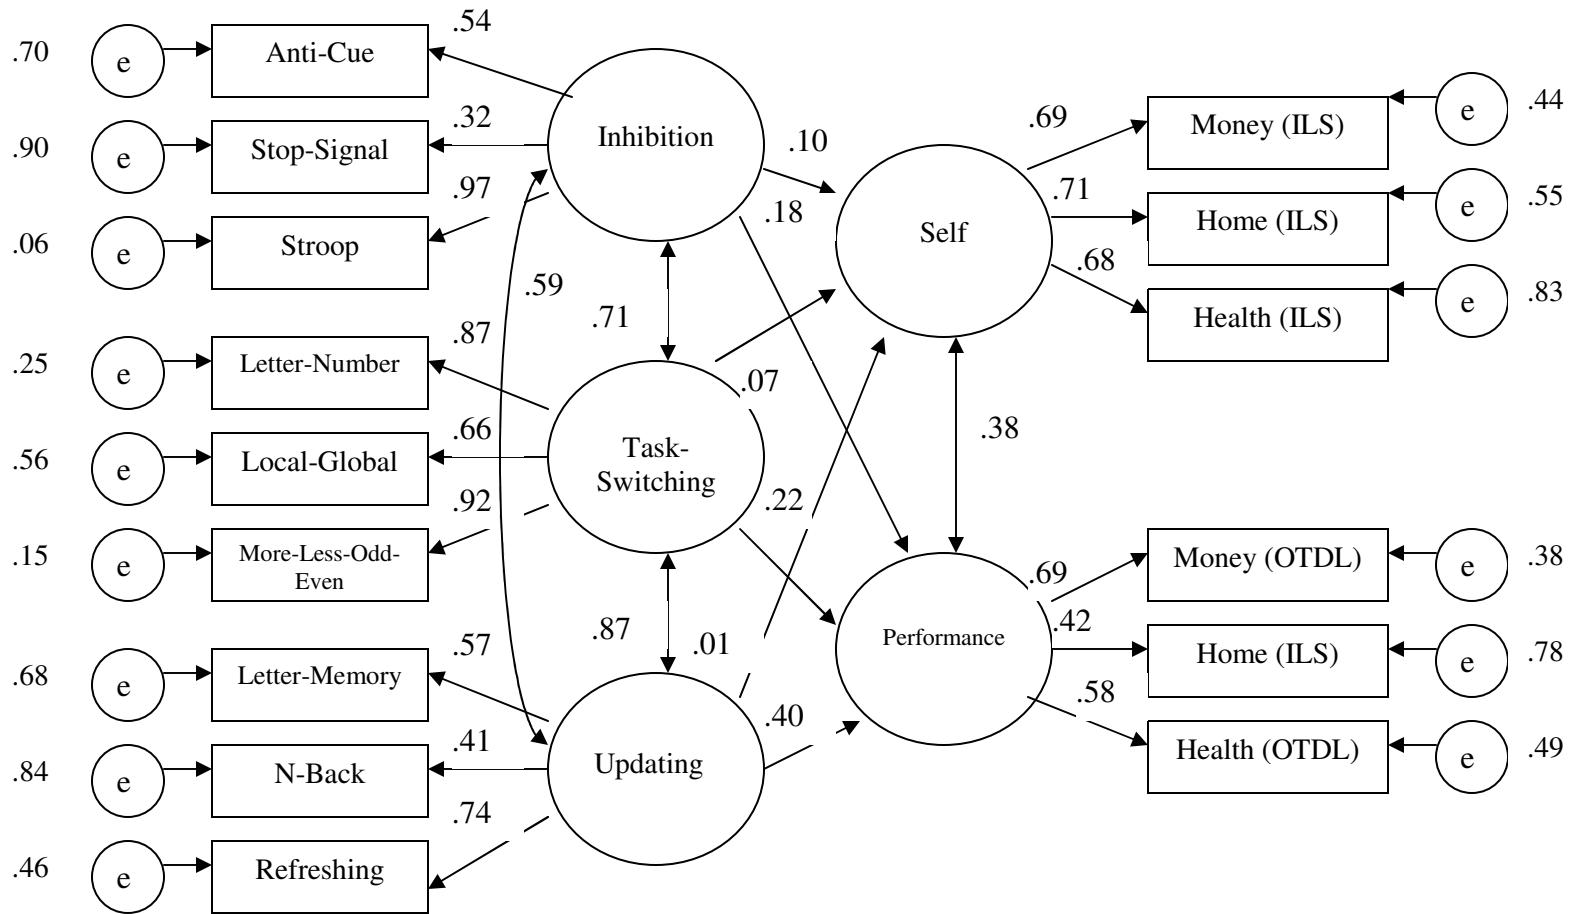 .54
.70
e
Anti-Cue
.32
.90
e
Stop-Signal
.97
.06
e
Stroop
Inhibition
.10
.18
.59
.71
.87
.25
e
Letter-Number
.66
.56
e
Local-Global
.92
.15
e
More-Less-Odd-
Even
Task-
Switching
.07
.22
.38
.87
.01
.57
.68
e
Letter-Memory
.41
.84
e
N-Back
.74
.46
e
Refreshing
Updating
.40
Self
.69
Money (ILS)
e
.44
.71
Home (ILS)
e
.55
.68
Health (ILS)
e
.83
Performance
.69
Money (OTDL)
e
.38
.42
Home (ILS)
e
.78
.58
Health (OTDL)
e
.49